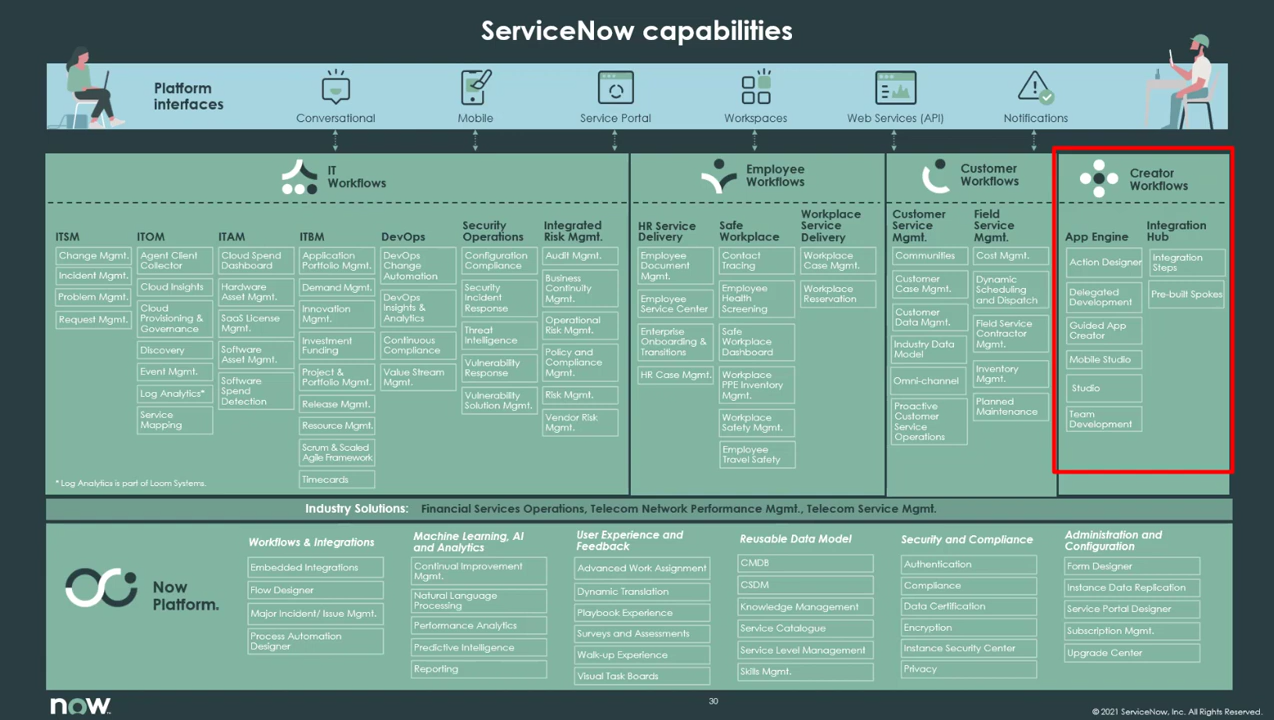 ServiceNow capabilities
Platform
interfaces
Conversational
Mobile
Service Portal
Workspaces
Web Services (API)
Notifications
IT
Workflows
ITSM
Change Mgmt.
Incident Mgmt.
Problem Mgmt.
Request Mgmt.
ITOM
Agent Client
Collector
Cloud Insights
Cloud
Provisioning &
Governance
Discovery
Event Mgmt.
Log Analytics*
Service
Mapping
ITAM
Cloud Spend
Dashboard
Hardware
Asset Mgmt.
SaaS License
Mgmt.
Software
Asset Mgmt.
Software
Spend
Detection
ITBM
Application
Portfolio Mgmt.
Demand Mgmt.
Innovation
Mgmt.
Investment
Funding
Project &
Portfolio Mgmt.
Release Mgmt.
Resource Mgmt.
Scrum & Scaled
Agile Framework
Timecards
DevOps
DevOps
Change
Automation
DevOps
Insights &
Analytics
Continuous
Compliance
Value Stream
Mgmt.
Security
Operations
Configuration
Compliance
Security
Incident
Response
Threat
Intelligence
Vulnerability
Response
Vulnerability
Solution Mgmt.
Integrated
Risk Mgmt.
Audit Mgmt.
Business
Continuity
Mgmt.
Operational
Risk Mgmt.
Policy and
Compliance
Mgmt.
Risk Mgmt.
Vendor Risk
Mgmt.
* Log Analytics is part of Loom Systems.
Employee
Workflows
HR Service
Delivery
Employee
Document
Mgmt.
Employee
Service Center
Enterprise
Onboarding &
Transitions
HR Case Mgmt.
Safe
Workplace
Contact
Tracing
Employee
Health
Screening
Safe
Workplace
Dashboard
Workplace
PPE Inventory
Mgmt.
Workplace
Safety Mgmt.
Employee
Travel Safety
Workplace
Service
Delivery
Workplace
Case Mgmt.
Workplace
Reservation
Customer
Workflows
Customer
Service
Mgmt.
Communities
Customer
Case Mgmt.
Customer
Data Mgmt.
Industry Data
Model
Omni-channel
Proactive
Customer
Service
Operations
Field
Service
Mgmt.
Cost Mgmt.
Dynamic
Scheduling
and Dispatch
Field Service
Contractor
Mgmt.
Inventory
Mgmt.
Planned
Maintenance
Creator
Workflows
App Engine
Action Designer
Delegated
Development
Guided App
Creator
Mobile Studio
Studio
Team
Development
Integration
Hub
Integration
Steps
Pre-built Spokes
Industry Solutions: Financial Services Operations, Telecom Network Performance Mgmt., Telecom Service Mgmt.
Now
Platform.
Workflows & Integrations
Embedded Integrations
Flow Designer
Major Incident/ Issue Mgmt.
Process Automation
Designer
Machine Learning, AI
and Analytics
Continual Improvement
Mgmt.
Natural Language
Processing
Performance Analytics
Predictive Intelligence
Reporting
User Experience and
Feedback
Advanced Work Assignment
Dynamic Translation
Playbook Experience
Surveys and Assessments
Walk-up Experience
Visual Task Boards
Reusable Data Model
CMDB
CSDM
Knowledge Management
Service Catalogue
Service Level Management
Skills Mgmt.
Security and Compliance
Authentication
Compliance
Data Certification
Encryption
Instance Security Center
Privacy
Administration and
Configuration
Form Designer
Instance Data Replication
Service Portal Designer
Subscription Mgmt.
Upgrade Center
now
30
© 2021 ServiceNow, Inc. All Rights Reserved.